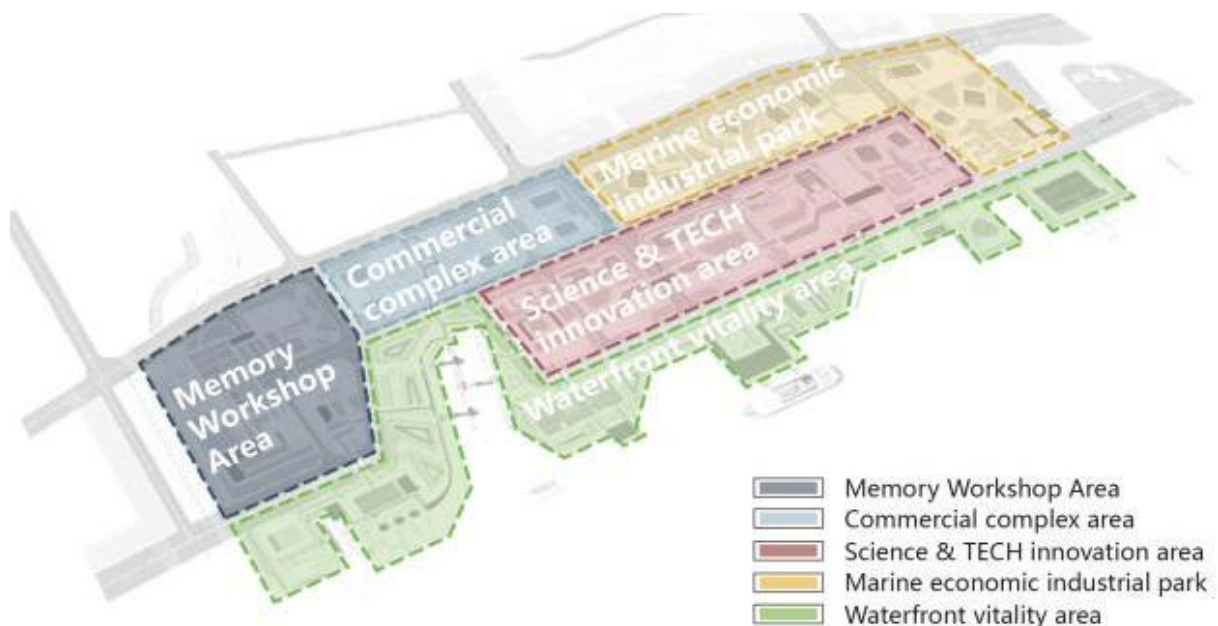 Marine economic
industrial park
Commercial
complex area
Science & TECH
innovation area
Waterfront vitality area
Memory
Workshop
Area
Memory Workshop Area
Commercial complex area
Science & TECH innovation area
Marine economic industrial park
Waterfront vitality area